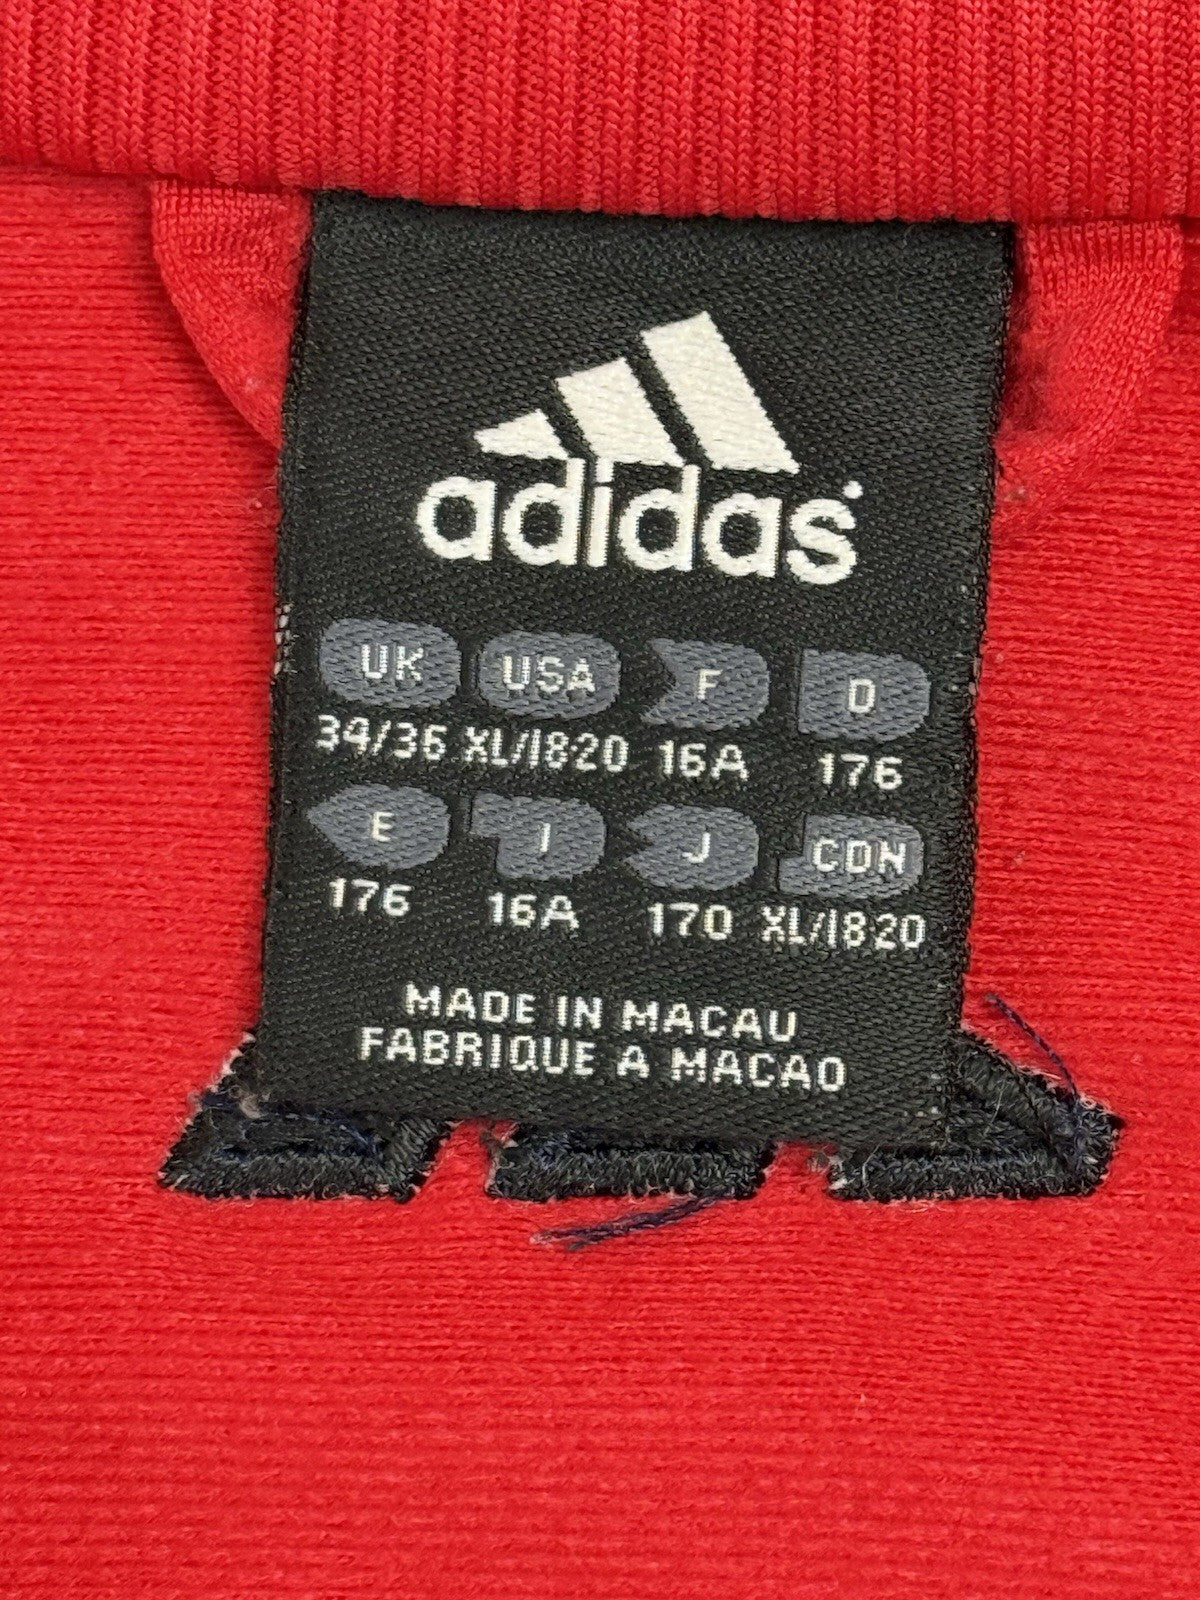 adidas
UK USA F D
34/36 XL/18-20 16A 176
E I J CDN
176 16A 170 XL/18-20
MADE IN MACAU
FABRIQUE A MACAO